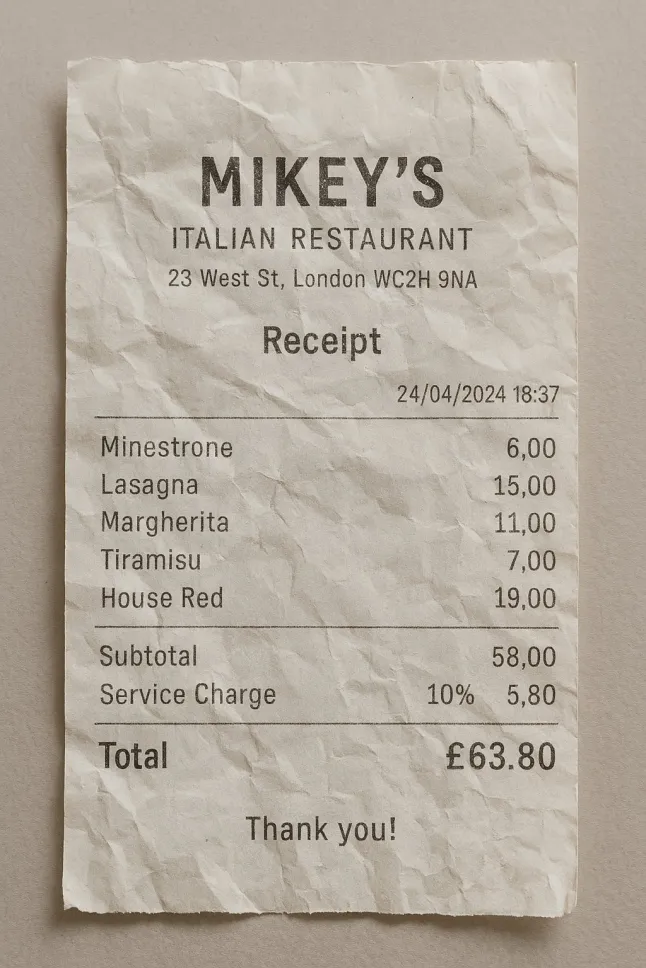 MIKEY'S
ITALIAN RESTAURANT
23 West St, London WC2H 9NA
Receipt
24/04/2024 18:37
Minestrone 6,00
Lasagna 15,00
Margherita 11,00
Tiramisu 7,00
House Red 19,00
Subtotal 58,00
Service Charge 10% 5,80
Total £63.80
Thank you!